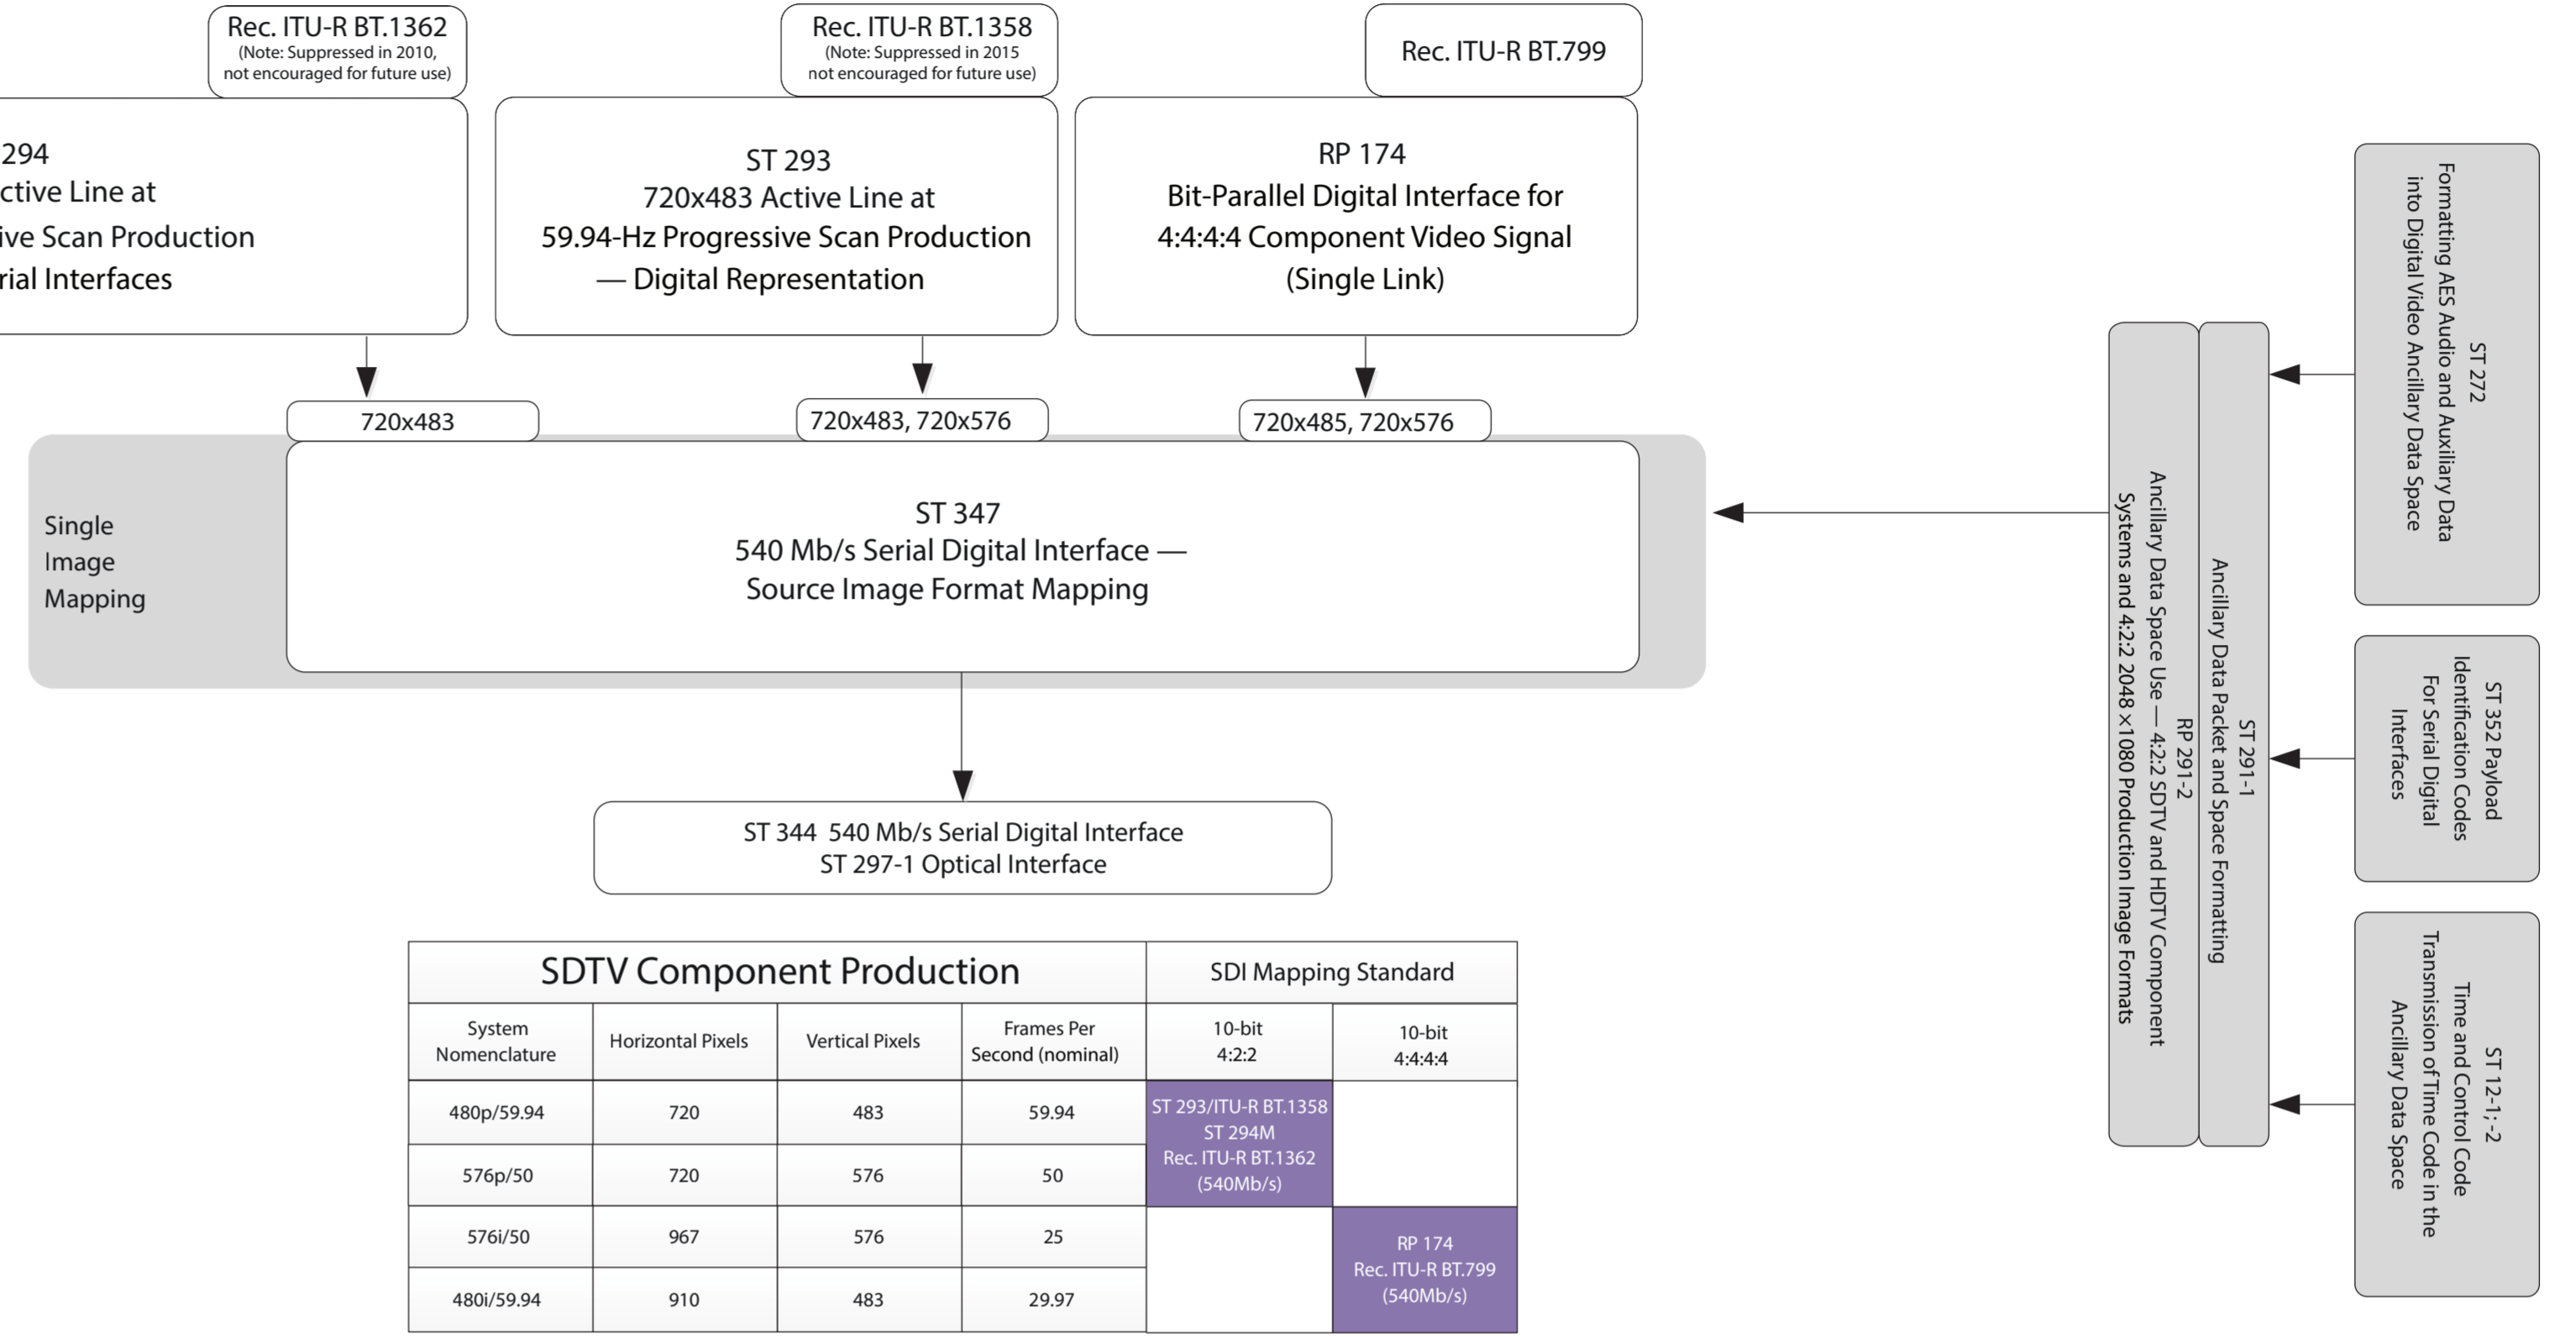 Rec. ITU-R BT.1362
(Note: Suppressed in 2010,
not encouraged for future use)
Rec. ITU-R BT.1358
(Note: Suppressed in 2015
not encouraged for future use)
Rec. ITU-R BT.799
294
ctive Line at
ive Scan Production
rial Interfaces
ST 293
720x483 Active Line at
59.94-Hz Progressive Scan Production
— Digital Representation
RP 174
Bit-Parallel Digital Interface for
4:4:4:4 Component Video Signal
(Single Link)
720x483
720x483, 720x576
720x485, 720x576
Single
Image
Mapping
ST 347
540 Mb/s Serial Digital Interface —
Source Image Format Mapping
ST 344 540 Mb/s Serial Digital Interface
ST 297-1 Optical Interface
ST 272
Formatting AES Audio and Auxiliary Data
into Digital Video Ancillary Data Space
ST 352 Payload
Identification Codes
For Serial Digital
Interfaces
ST 12-1; -2
Time and Control Code
Transmission of Time Code in the
Ancillary Data Space
ST 291-1
Ancillary Data Packet and Space Formatting
RP 291-2
Ancillary Data Space Use — 4:2:2 SDTV and HDTV Component
Systems and 4:2:2 2048 ×1080 Production Image Formats
SDTV Component Production
SDI Mapping Standard
System
Nomenclature
Horizontal Pixels
Vertical Pixels
Frames Per
Second (nominal)
10-bit
4:2:2
10-bit
4:4:4:4
480p/59.94
720
483
59.94
ST 293/ITU-R BT.1358
ST 294M
Rec. ITU-R BT.1362
(540Mb/s)
576p/50
720
576
50
576i/50
967
576
25
RP 174
Rec. ITU-R BT.799
(540Mb/s)
480i/59.94
910
483
29.97